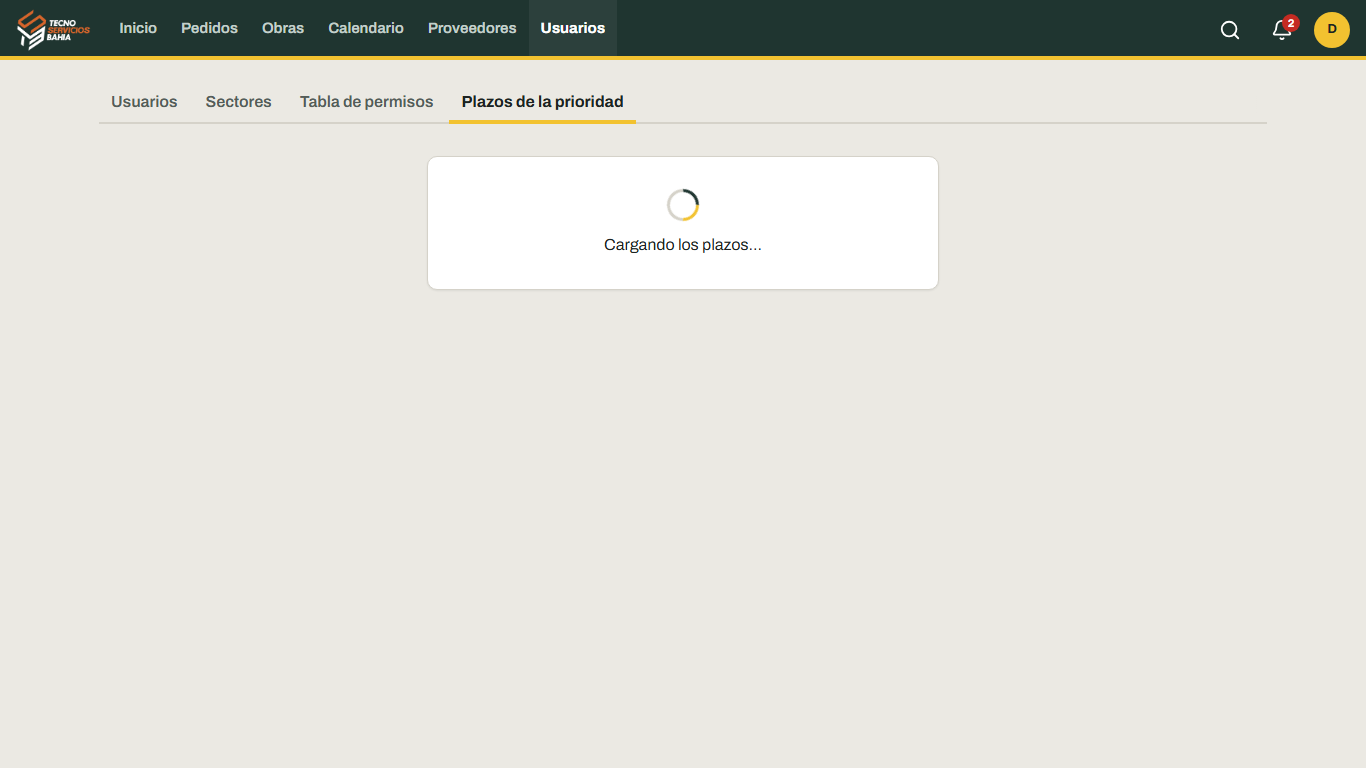 TECNO
SERVICIOS
BAHIA
Inicio
Pedidos
Obras
Calendario
Proveedores
Usuarios
2
D
Usuarios
Sectores
Tabla de permisos
Plazos de la prioridad
Cargando los plazos...